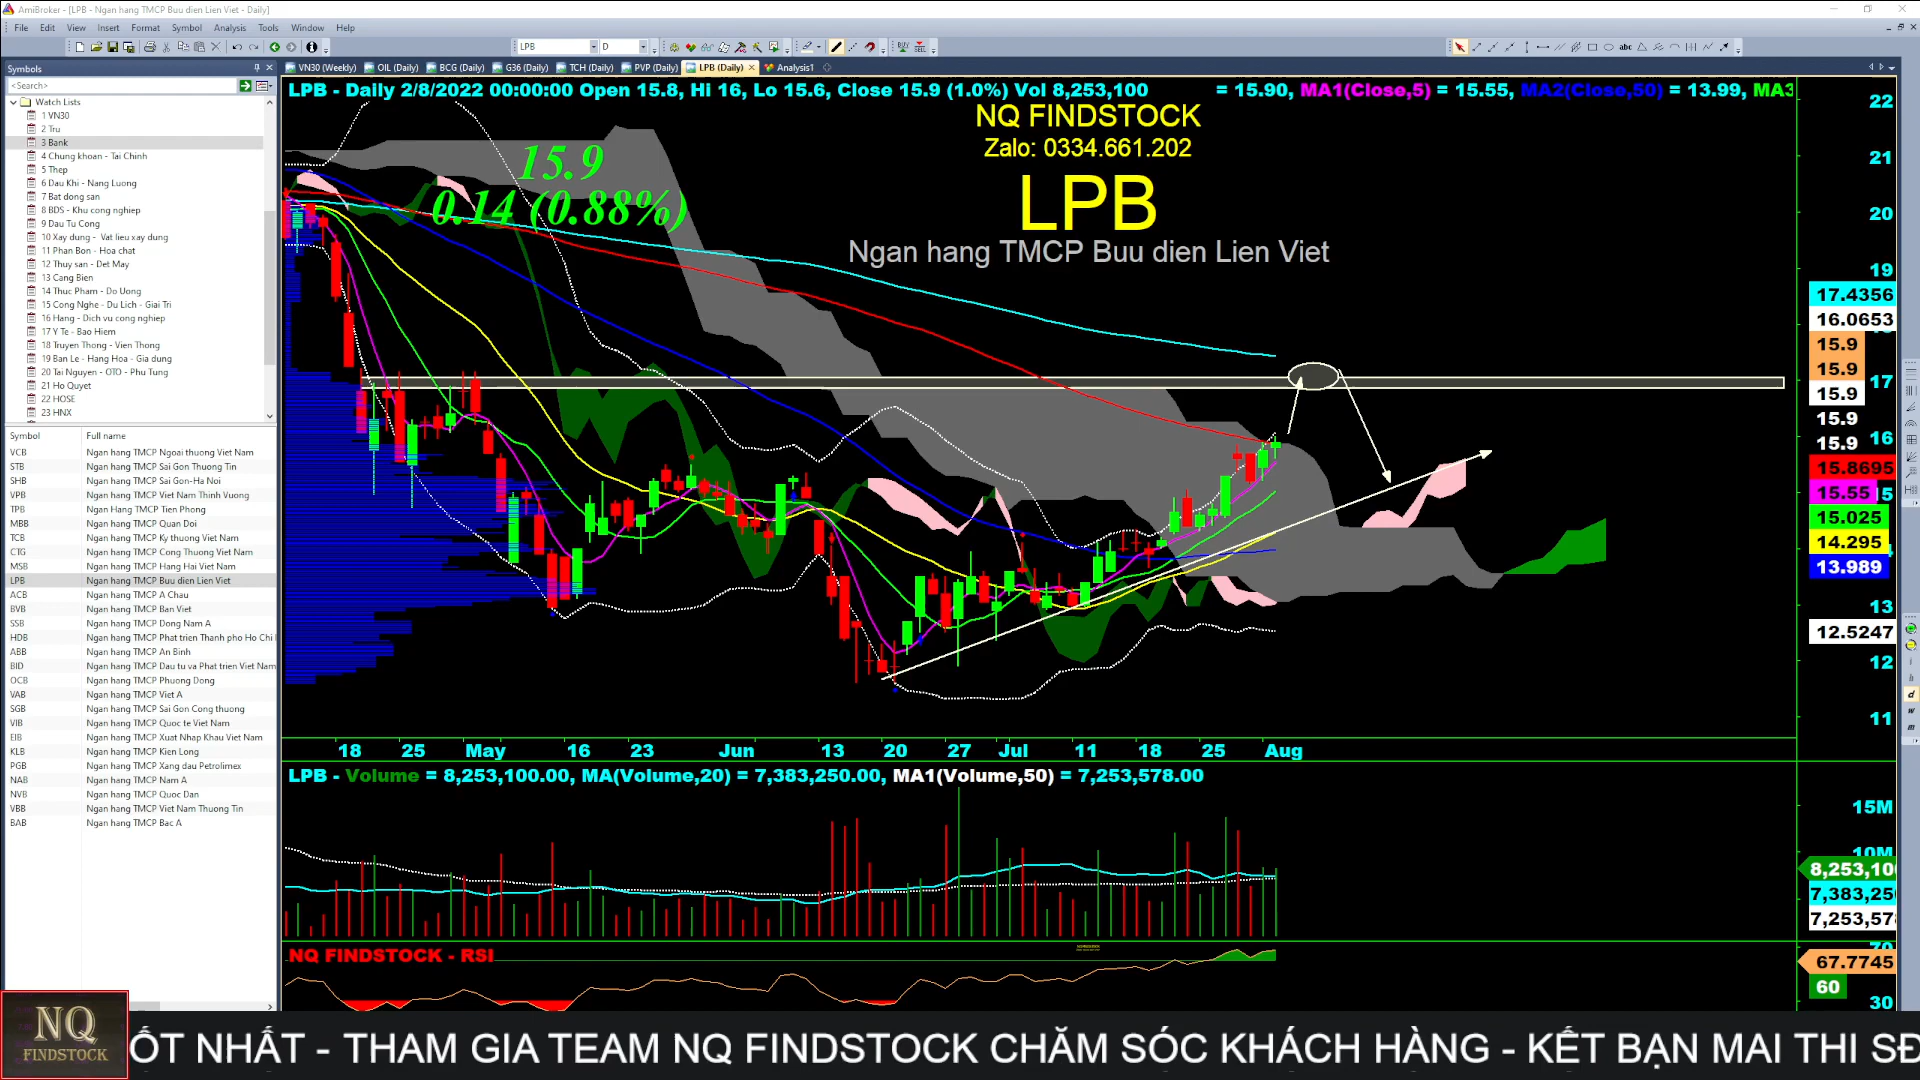 AmiBroker - [LPB - Ngan hang TMCP Buu dien Lien Viet - Daily]
File Edit View Insert Format Symbol Analysis Tools Window Help
LPB D
Symbols
VN30 (Weekly) OIL (Daily) BCG (Daily) G36 (Daily) TCH (Daily) PVP (Daily) LPB (Daily) Analysis1
<Search>
Watch Lists
1 VN30
2 Tru
3 Bank
4 Chung khoan - Tai Chinh
5 Thep
6 Dau Khi - Nang Luong
7 Bat dong san
8 BDS - Khu cong nghiep
9 Dau Tu Cong
10 Xay dung - Vat lieu xay dung
11 Phan Bon - Hoa chat
12 Thuy san - Det May
13 Cang Bien
14 Thuc Pham - Do Uong
15 Cong Nghe - Du Lich - Giai Tri
16 Hang - Dich vu cong nghiep
17 Y Te - Bao Hiem
18 Truyen Thong - Vien Thong
19 Ban Le - Hang Hoa - Gia dung
20 Tai Nguyen - OTO - Phu Tung
21 Ho Quyet
22 HOSE
23 HNX
Symbol Full name
VCB Ngan hang TMCP Ngoai thuong Viet Nam
STB Ngan hang TMCP Sai Gon Thuong Tin
SHB Ngan hang TMCP Sai Gon-Ha Noi
VPB Ngan hang TMCP Viet Nam Thinh Vuong
TPB Ngan Hang TMCP Tien Phong
MBB Ngan hang TMCP Quan Doi
TCB Ngan hang TMCP Ky thuong Viet Nam
CTG Ngan hang TMCP Cong Thuong Viet Nam
MSB Ngan hang TMCP Hang Hai Viet Nam
LPB Ngan hang TMCP Buu dien Lien Viet
ACB Ngan hang TMCP A Chau
BVB Ngan hang TMCP Ban Viet
SSB Ngan hang TMCP Dong Nam A
HDB Ngan hang TMCP Phat trien Thanh pho Ho Chi
ABB Ngan hang TMCP An Binh
BID Ngan hang TMCP Dau tu va Phat trien Viet Nam
OCB Ngan hang TMCP Phuong Dong
VAB Ngan hang TMCP Viet A
SGB Ngan hang TMCP Sai Gon Cong thuong
VIB Ngan hang TMCP Quoc te Viet Nam
EIB Ngan hang TMCP Xuat Nhap Khau Viet Nam
KLB Ngan hang TMCP Kien Long
PGB Ngan hang TMCP Xang dau Petrolimex
NAB Ngan hang TMCP Nam A
NVB Ngan hang TMCP Quoc Dan
VBB Ngan hang TMCP Viet Nam Thuong Tin
BAB Ngan hang TMCP Bac A
LPB - Daily 2/8/2022 00:00:00 Open 15.8, Hi 16, Lo 15.6, Close 15.9 (1.0%) Vol 8,253,100 = 15.90, MA1(Close,5) = 15.55, MA2(Close,50) = 13.99, MA3
NQ FINDSTOCK
Zalo: 0334.661.202
LPB
Ngan hang TMCP Buu dien Lien Viet
15.9
0.14 (0.88%)
22
21
20
19
17.4356
16.0653
15.9
15.9
15.9
17
15.9
15.9
16
15.8695
15.55
15
15.025
14.295
13.989
13
12.5247
12
11
18 25 May 16 23 Jun 13 20 27 Jul 11 18 25 Aug
LPB - Volume = 8,253,100.00, MA(Volume,20) = 7,383,250.00, MA1(Volume,50) = 7,253,578.00
15M
10M
8,253,10
7,383,25
7,253,57
NQ FINDSTOCK - RSI
70
67.7745
60
30
NQ
FINDSTOCK
ỐT NHẤT - THAM GIA TEAM NQ FINDSTOCK CHĂM SÓC KHÁCH HÀNG - KẾT BẠN MAI THI SĐ